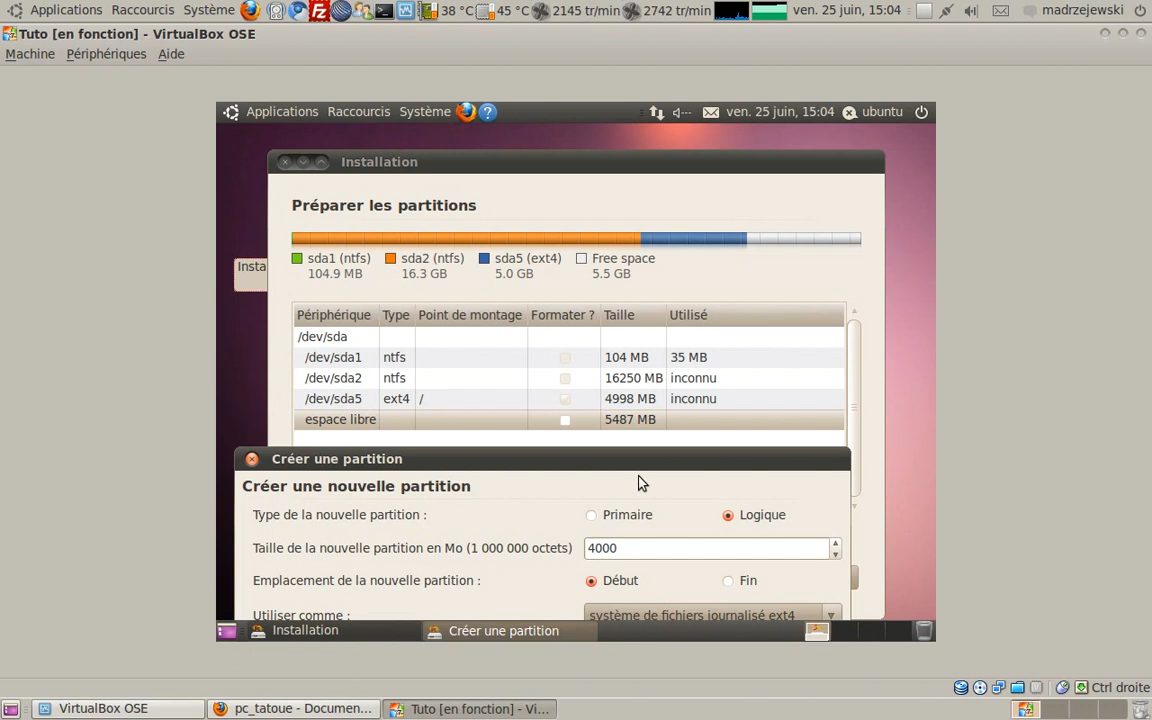 Applications Raccourcis Système 38 °C 45 °C 2145 tr/min 2742 tr/min ven. 25 juin, 15:04 madrzejewski
Tuto [en fonction] - VirtualBox OSE
Machine Périphériques Aide
Applications Raccourcis Système ven. 25 juin, 15:04 ubuntu
Installation
Préparer les partitions
sda1 (ntfs) sda2 (ntfs) sda5 (ext4) Free space
104.9 MB 16.3 GB 5.0 GB 5.5 GB
Insta
Périphérique Type Point de montage Formater ? Taille Utilisé
/dev/sda
/dev/sda1 ntfs 104 MB 35 MB
/dev/sda2 ntfs 16250 MB inconnu
/dev/sda5 ext4 / 4998 MB inconnu
espace libre 5487 MB
Créer une partition
Créer une nouvelle partition
Type de la nouvelle partition : Primaire Logique
Taille de la nouvelle partition en Mo (1 000 000 octets) 4000
Emplacement de la nouvelle partition : Début Fin
Utiliser comme : système de fichiers journalisé ext4
Installation Créer une partition
Ctrl droite
VirtualBox OSE pc_tatoue - Documen... Tuto [en fonction] - Vi...